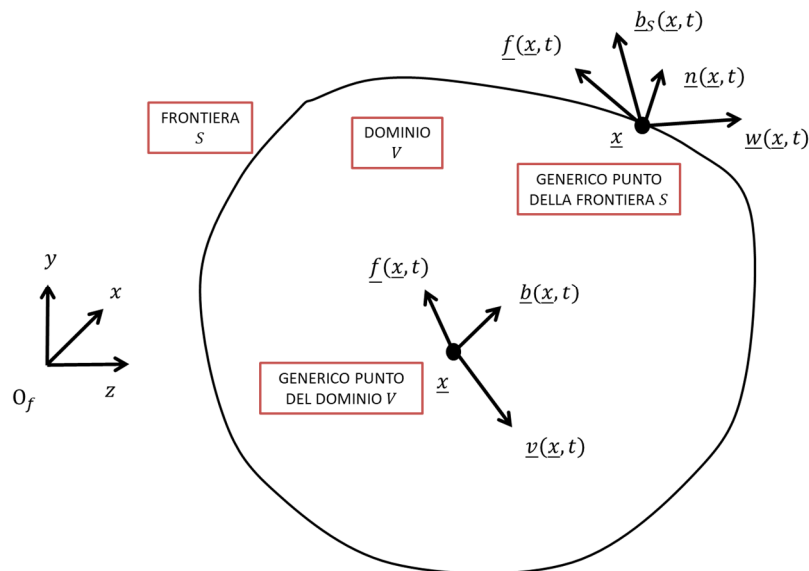 b_S(x,t)
f(x,t)
n(x,t)
FRONTIERA
S
DOMINIO
V
x
w(x,t)
GENERICO PUNTO
DELLA FRONTIERA S
y
x
f(x,t)
b(x,t)
GENERICO PUNTO
DEL DOMINIO V
x
O_f
z
v(x,t)